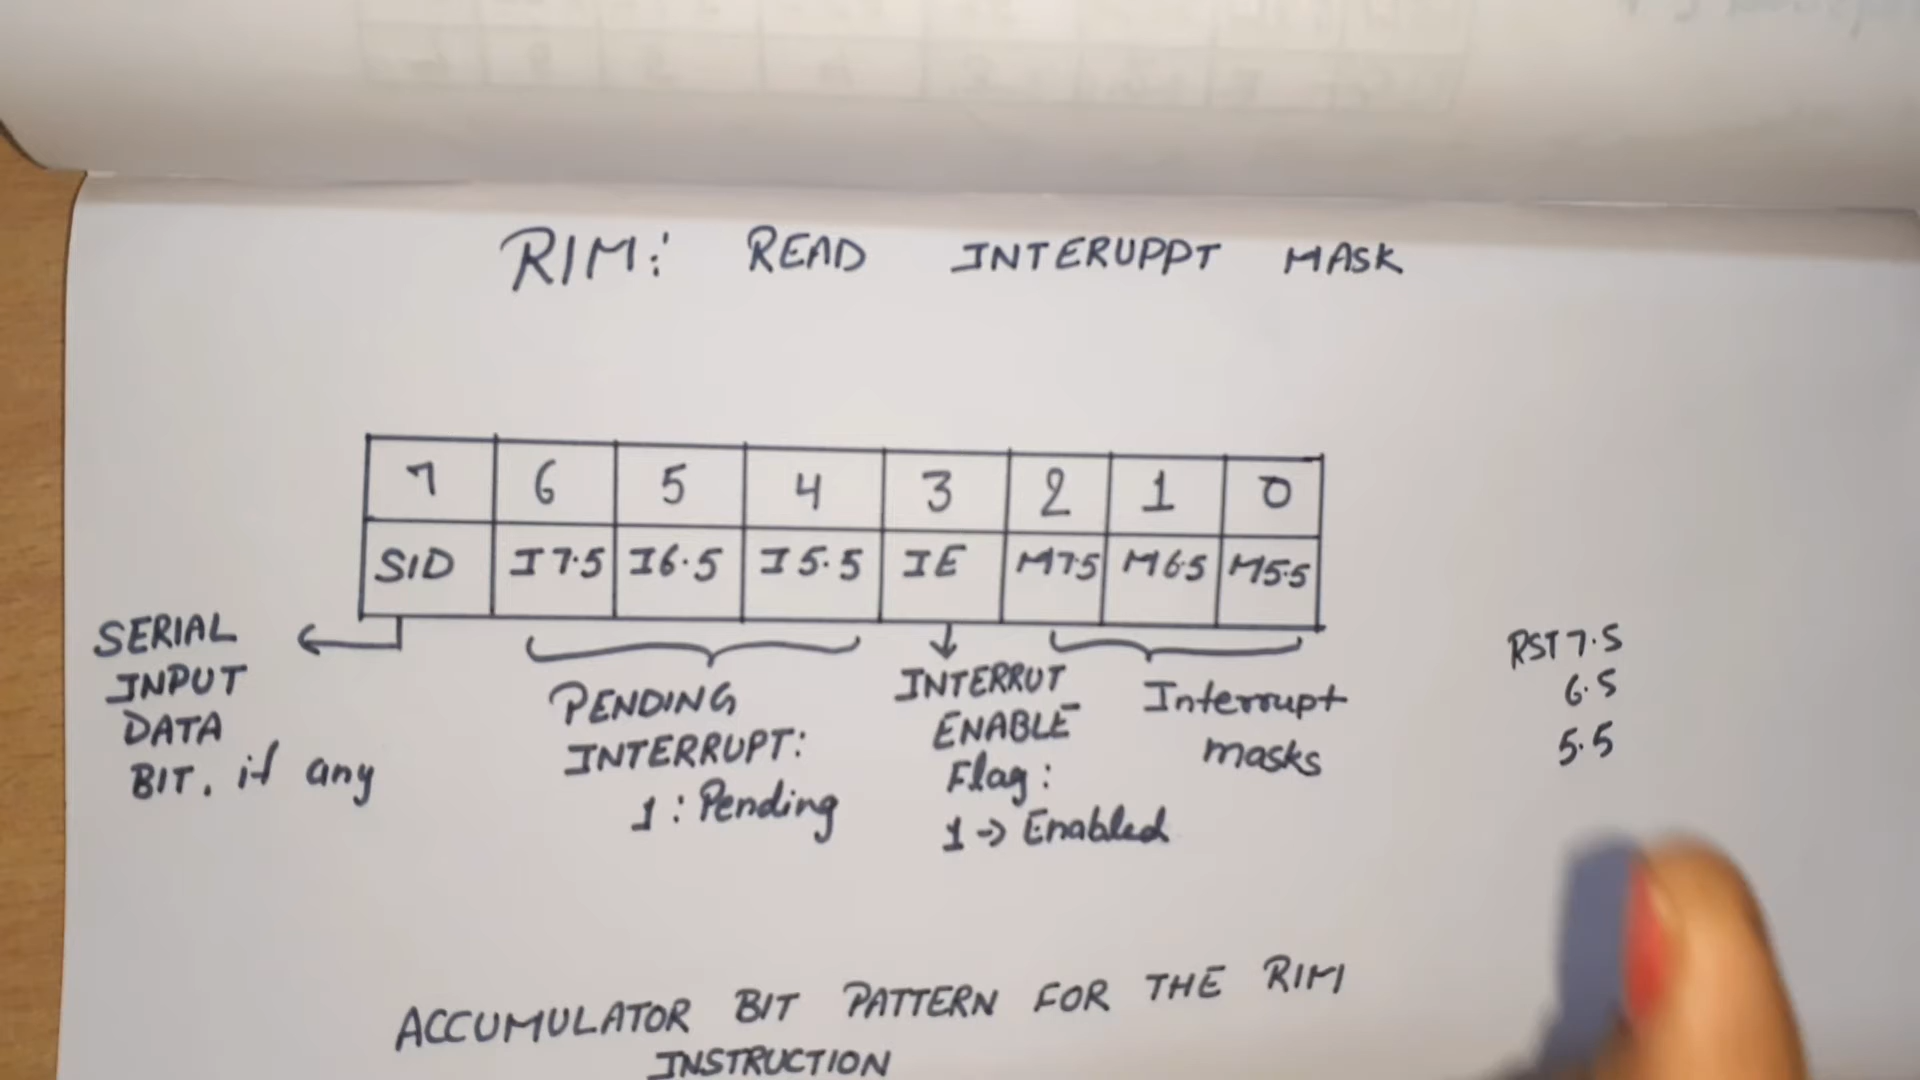 RIM: READ INTERUPPT MASK
7 6 5 4 3 2 1 0
SID I7.5 I6.5 I5.5 IE M7.5 M6.5 M5.5
SERIAL
INPUT
DATA
BIT. if any
PENDING
INTERRUPT:
1 : Pending
INTERRUT
ENABLE
Flag :
1 -> Enabled
Interrupt
masks
RST 7.5
6.5
5.5
ACCUMULATOR BIT PATTERN FOR THE RIM
INSTRUCTION